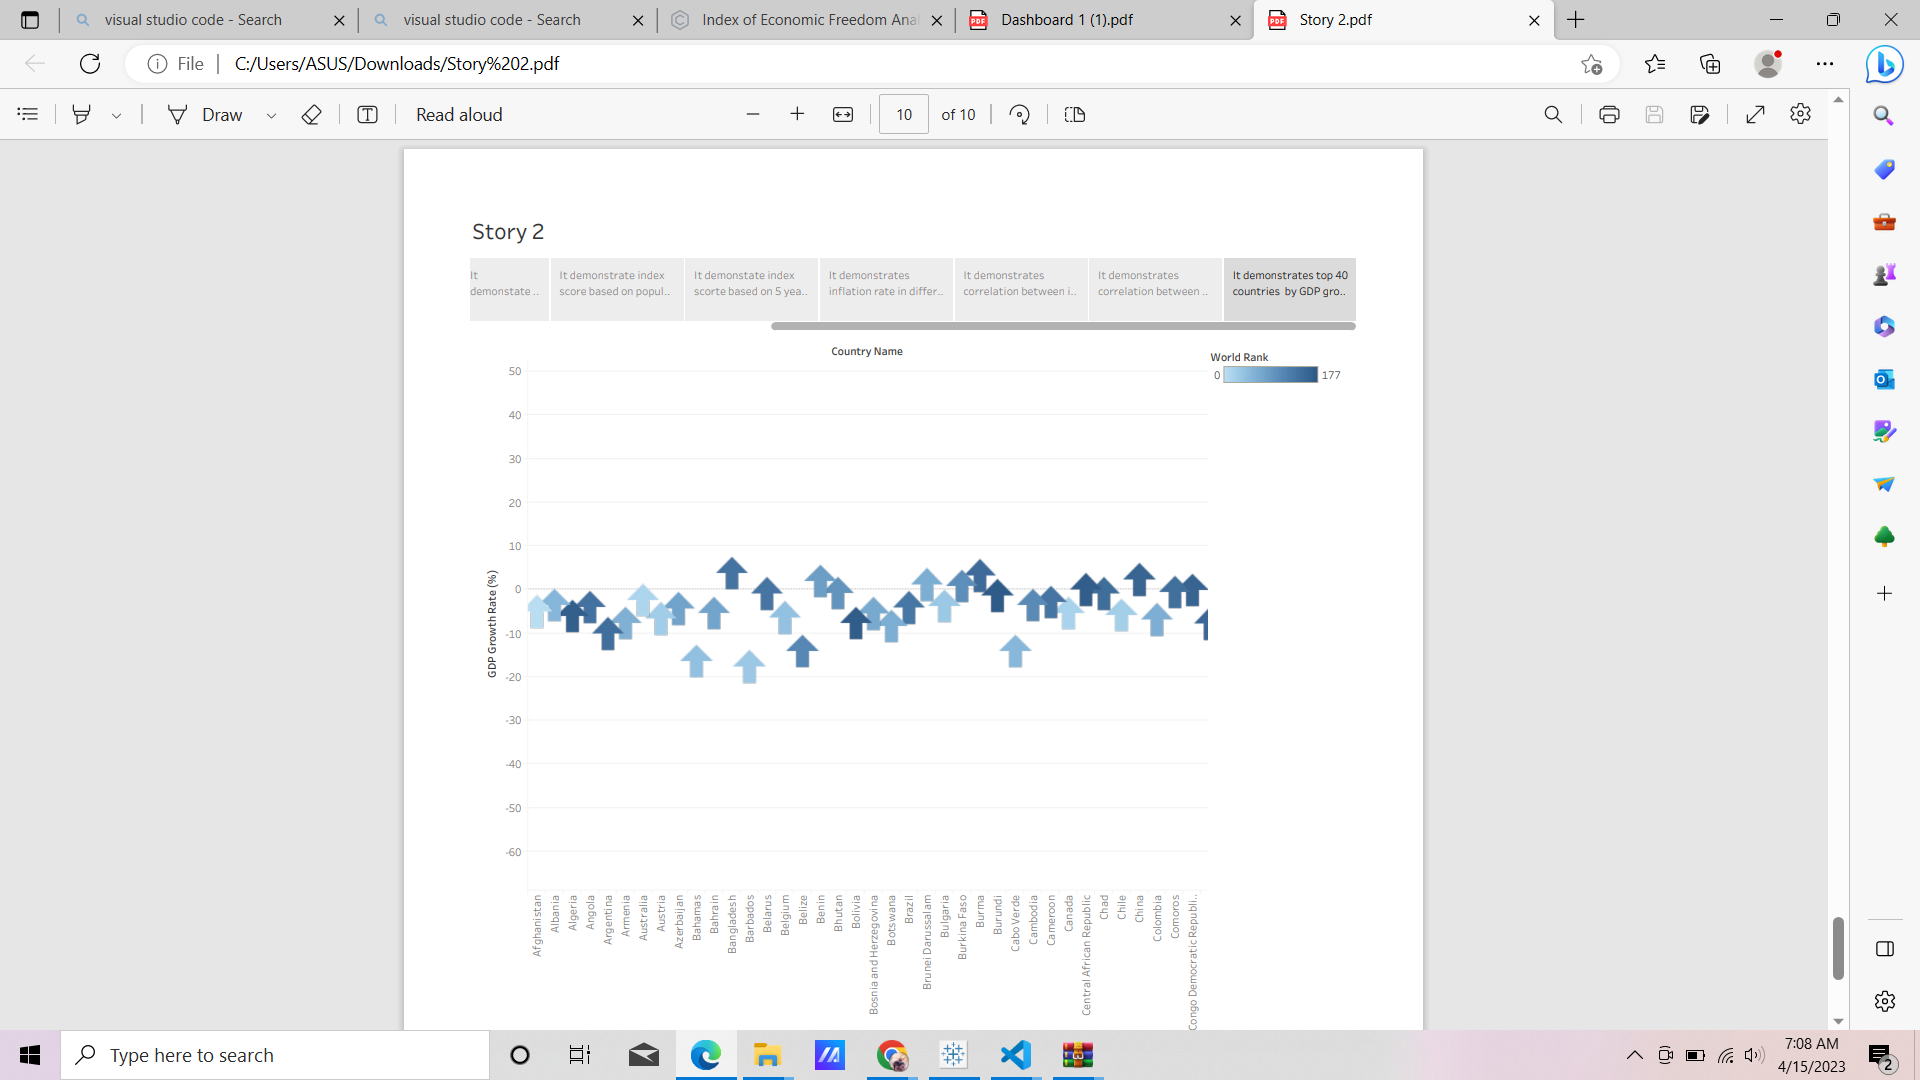 visual studio code - Search
visual studio code - Search
Index of Economic Freedom Anal
Dashboard 1 (1).pdf
Story 2.pdf
File
C:/Users/ASUS/Downloads/Story%202.pdf
Draw
Read aloud
10
of 10
Story 2
It
demonstate ..
It demonstrate index
score based on popul..
It demonstate index
scorte based on 5 yea..
It demonstrates
inflation rate in differ..
It demonstrates
correlation between i..
It demonstrates
correlation between ..
It demonstrates top 40
countries by GDP gro..
Country Name
World Rank
0
177
50
40
30
20
10
0
-10
-20
-30
-40
-50
-60
GDP Growth Rate (%)
Afghanistan
Albania
Algeria
Angola
Argentina
Armenia
Australia
Austria
Azerbaijan
Bahamas
Bahrain
Bangladesh
Barbados
Belarus
Belgium
Belize
Benin
Bhutan
Bolivia
Bosnia and Herzegovina
Botswana
Brazil
Brunei Darussalam
Bulgaria
Burkina Faso
Burma
Burundi
Cabo Verde
Cambodia
Cameroon
Canada
Central African Republic
Chad
Chile
China
Colombia
Comoros
Congo Democratic Republi..
Type here to search
7:08 AM
4/15/2023
2